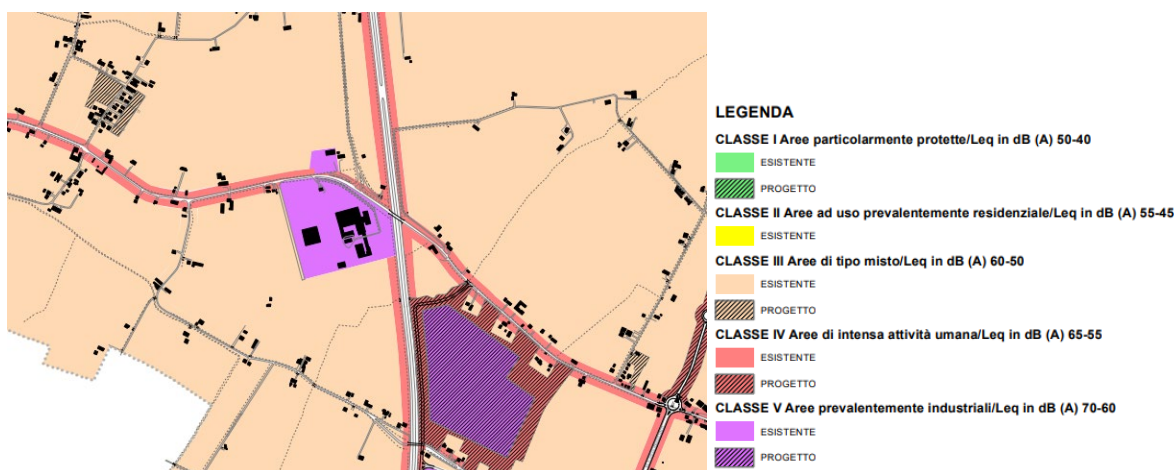 LEGENDA
CLASSE I Aree particolarmente protette/Leq in dB (A) 50-40
ESISTENTE
PROGETTO
CLASSE II Aree ad uso prevalentemente residenziale/Leq in dB (A) 55-45
ESISTENTE
CLASSE III Aree di tipo misto/Leq in dB (A) 60-50
ESISTENTE
PROGETTO
CLASSE IV Aree di intensa attività umana/Leq in dB (A) 65-55
ESISTENTE
PROGETTO
CLASSE V Aree prevalentemente industriali/Leq in dB (A) 70-60
ESISTENTE
PROGETTO